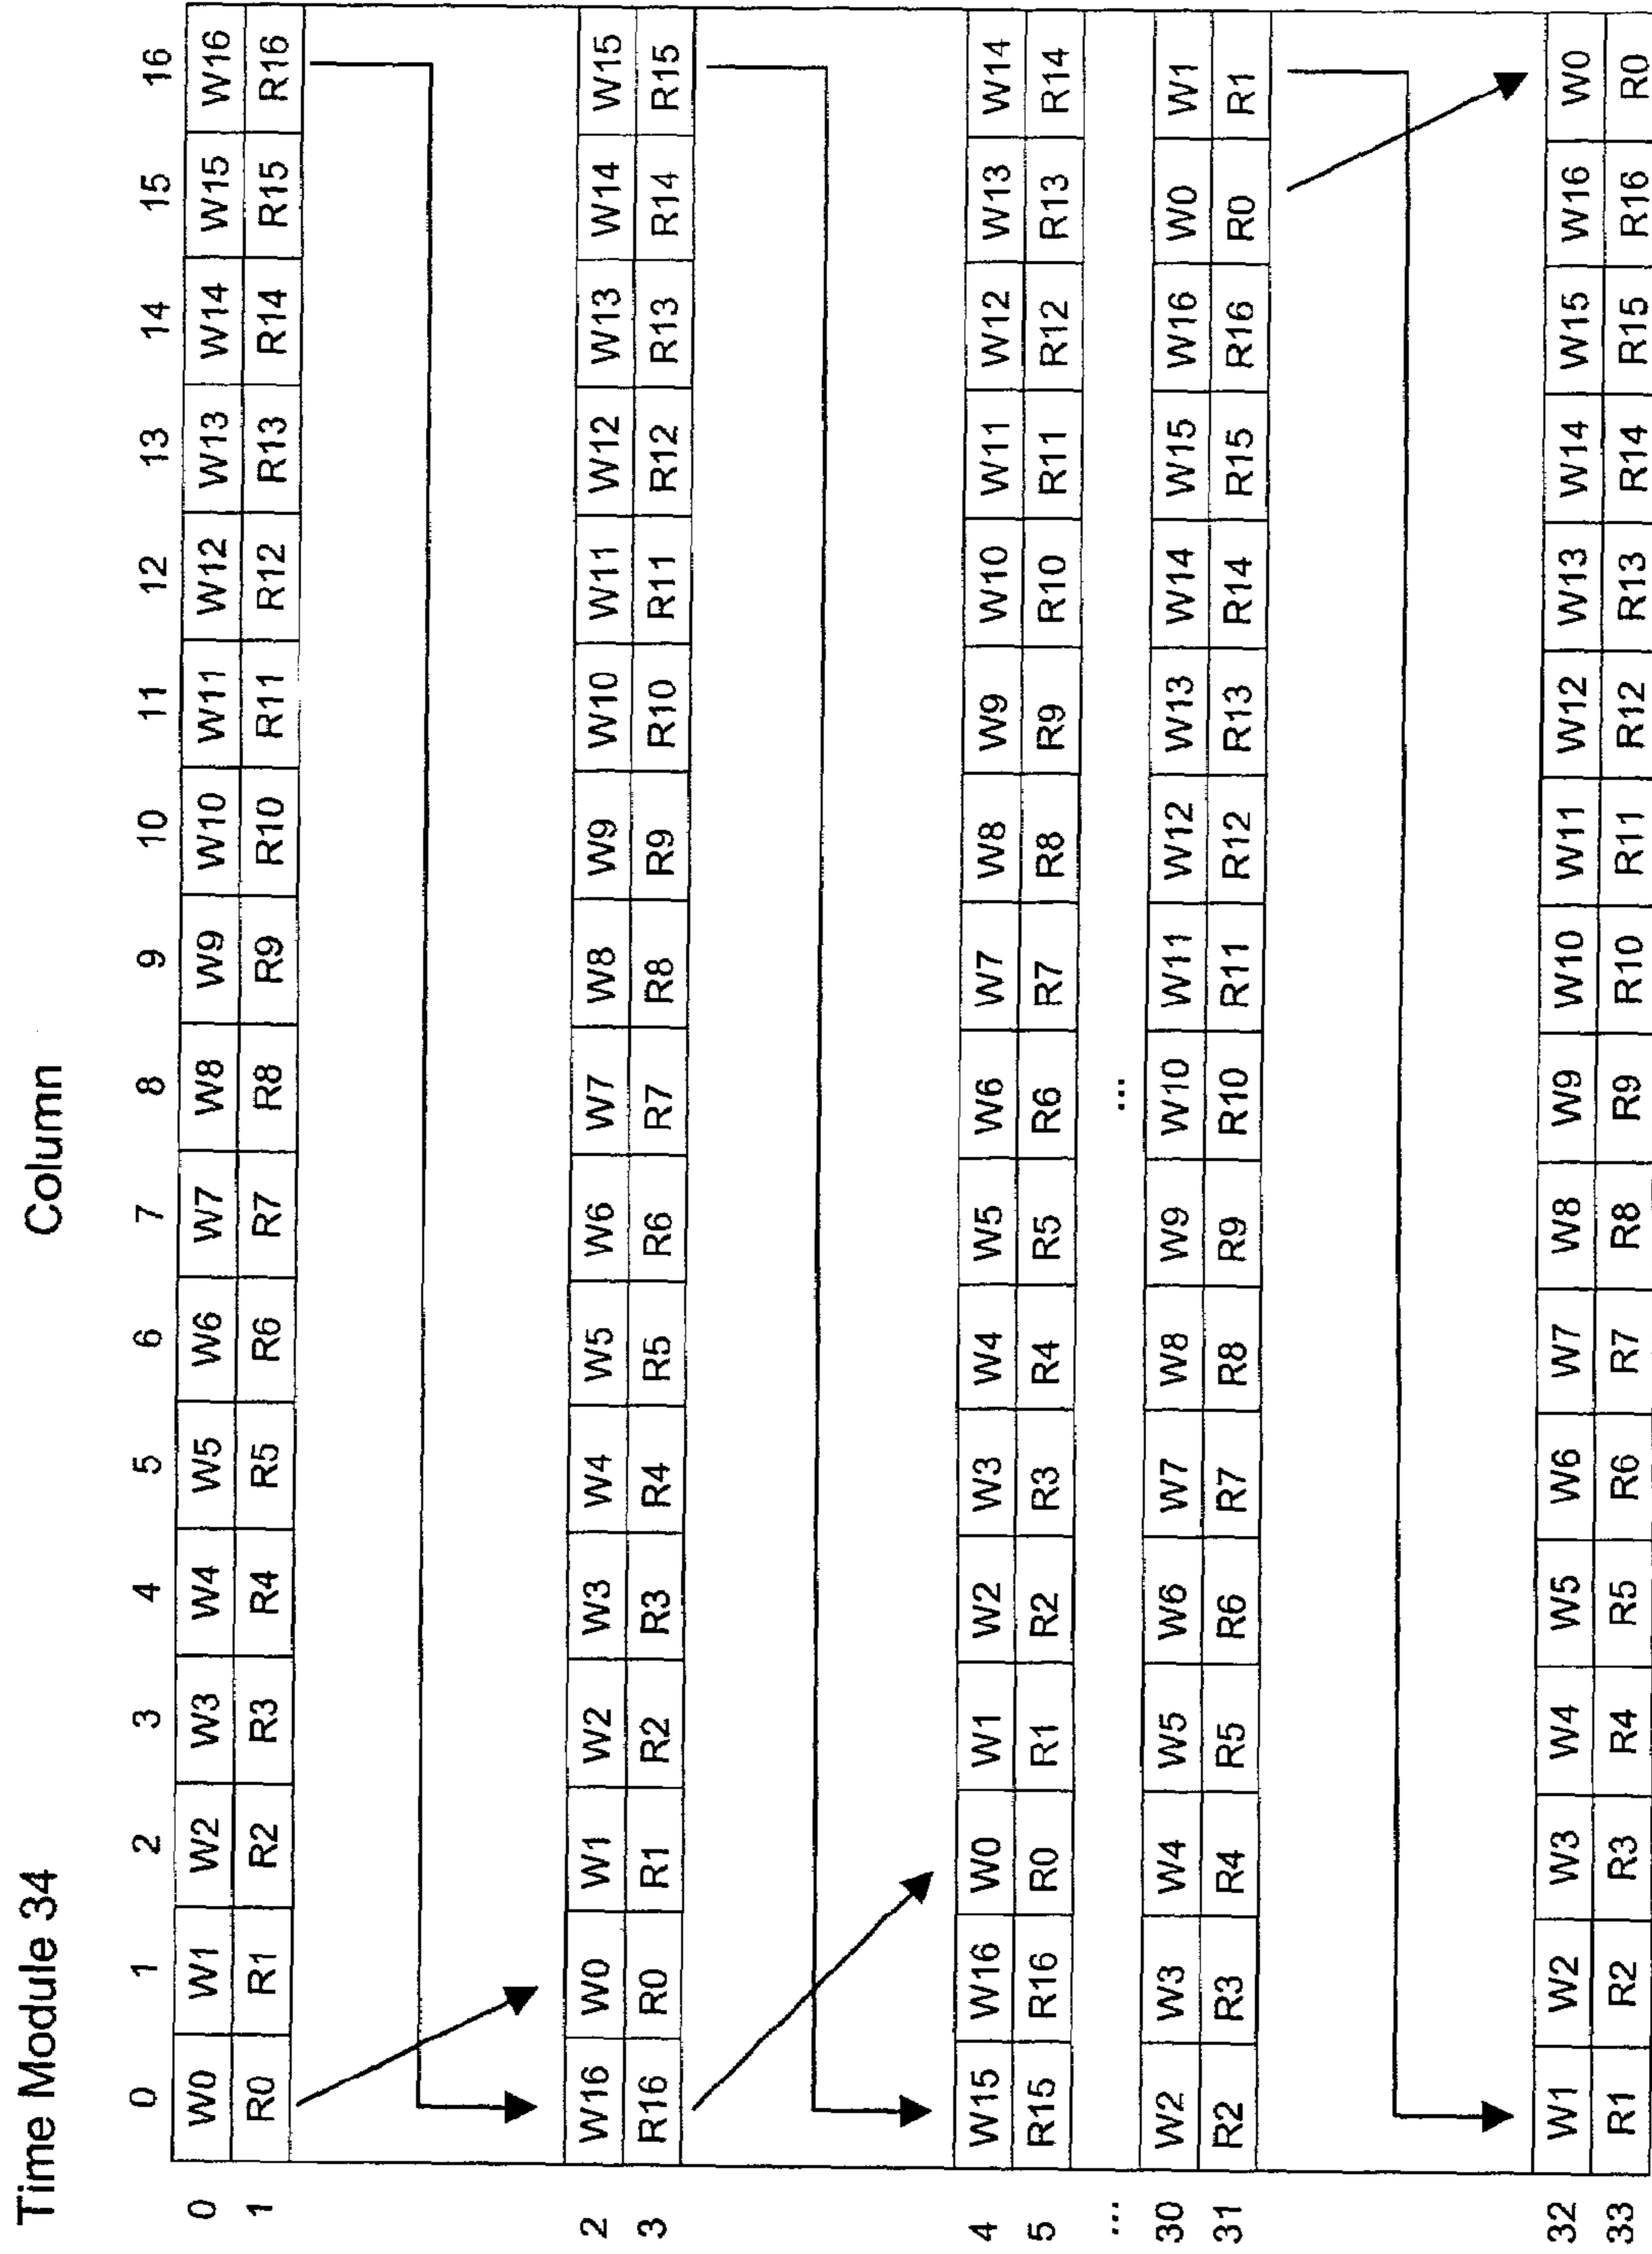 Time Module 34
Column
0 1 2 3 4 5 6 7 8 9 10 11 12 13 14 15 16
0 W0 W1 W2 W3 W4 W5 W6 W7 W8 W9 W10 W11 W12 W13 W14 W15 W16
1 R0 R1 R2 R3 R4 R5 R6 R7 R8 R9 R10 R11 R12 R13 R14 R15 R16
2 W16 W0 W1 W2 W3 W4 W5 W6 W7 W8 W9 W10 W11 W12 W13 W14 W15
3 R16 R0 R1 R2 R3 R4 R5 R6 R7 R8 R9 R10 R11 R12 R13 R14 R15
4 W15 W16 W0 W1 W2 W3 W4 W5 W6 W7 W8 W9 W10 W11 W12 W13 W14
5 R15 R16 R0 R1 R2 R3 R4 R5 R6 R7 R8 R9 R10 R11 R12 R13 R14
... ...
30 W2 W3 W4 W5 W6 W7 W8 W9 W10 W11 W12 W13 W14 W15 W16 W0 W1
31 R2 R3 R4 R5 R6 R7 R8 R9 R10 R11 R12 R13 R14 R15 R16 R0 R1
32 W1 W2 W3 W4 W5 W6 W7 W8 W9 W10 W11 W12 W13 W14 W15 W16 W0
33 R1 R2 R3 R4 R5 R6 R7 R8 R9 R10 R11 R12 R13 R14 R15 R16 R0